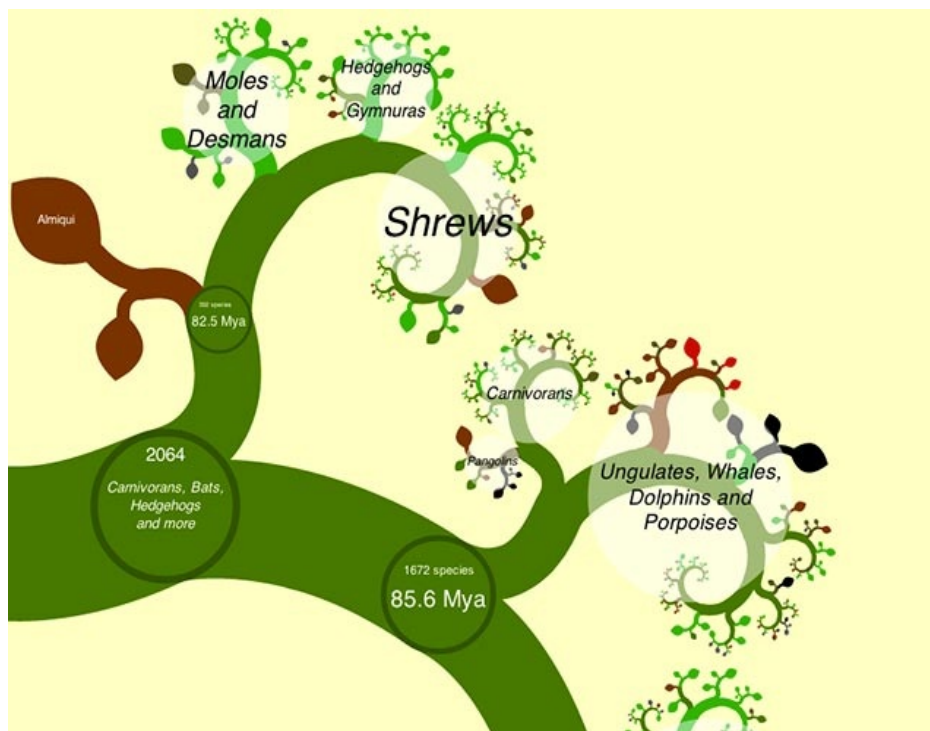 Moles
and
Desmans
Hedgehogs
and
Gymnuras
Almiqui
Shrews
82.5 Mya
Carnivorans
Pangolins
2064
Carnivorans, Bats,
Hedgehogs
and more
Ungulates, Whales,
Dolphins and
Porpoises
1672 species
85.6 Mya